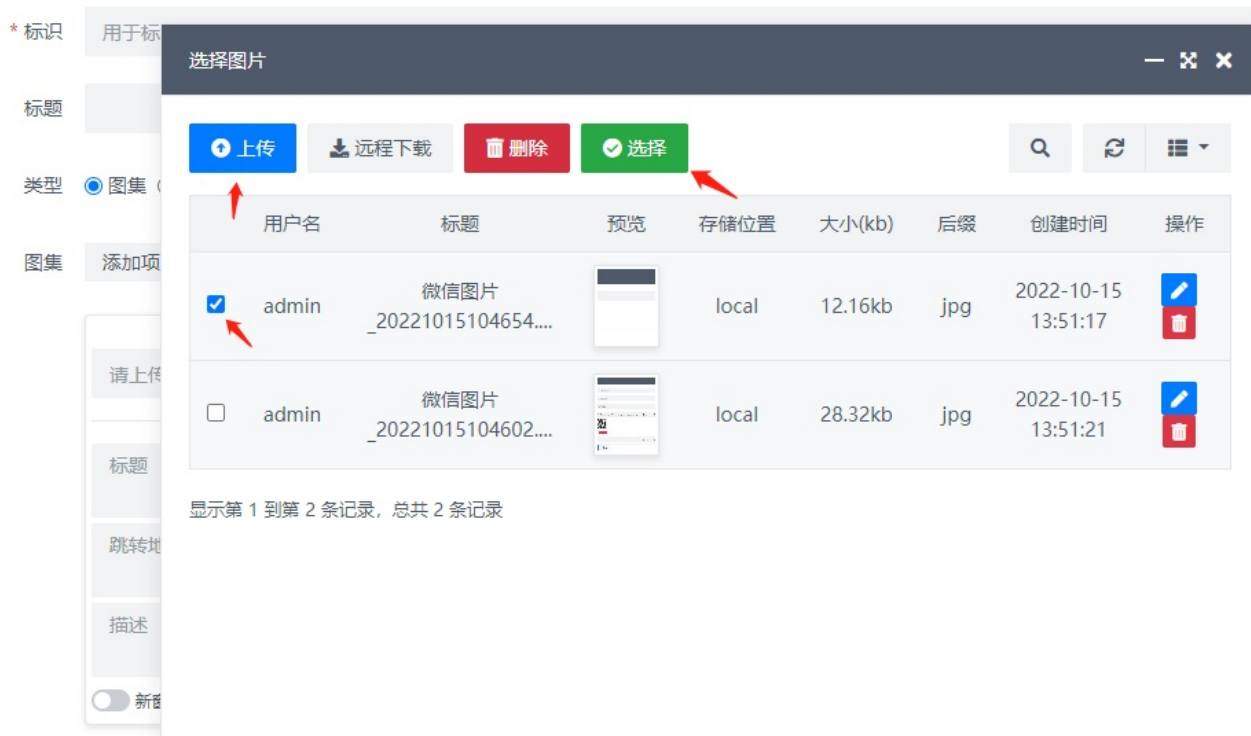 * 标识
用于标
选择图片
标题
上传 远程下载 删除 选择
类型 图集
用户名 标题 预览 存储位置 大小(kb) 后缀 创建时间 操作
图集 添加项
admin 微信图片 local 12.16kb jpg 2022-10-15
_20221015104654.... 13:51:17
请上传
admin 微信图片 local 28.32kb jpg 2022-10-15
_20221015104602.... 13:51:21
标题
显示第 1 到第 2 条记录，总共 2 条记录
跳转地
描述
新窗